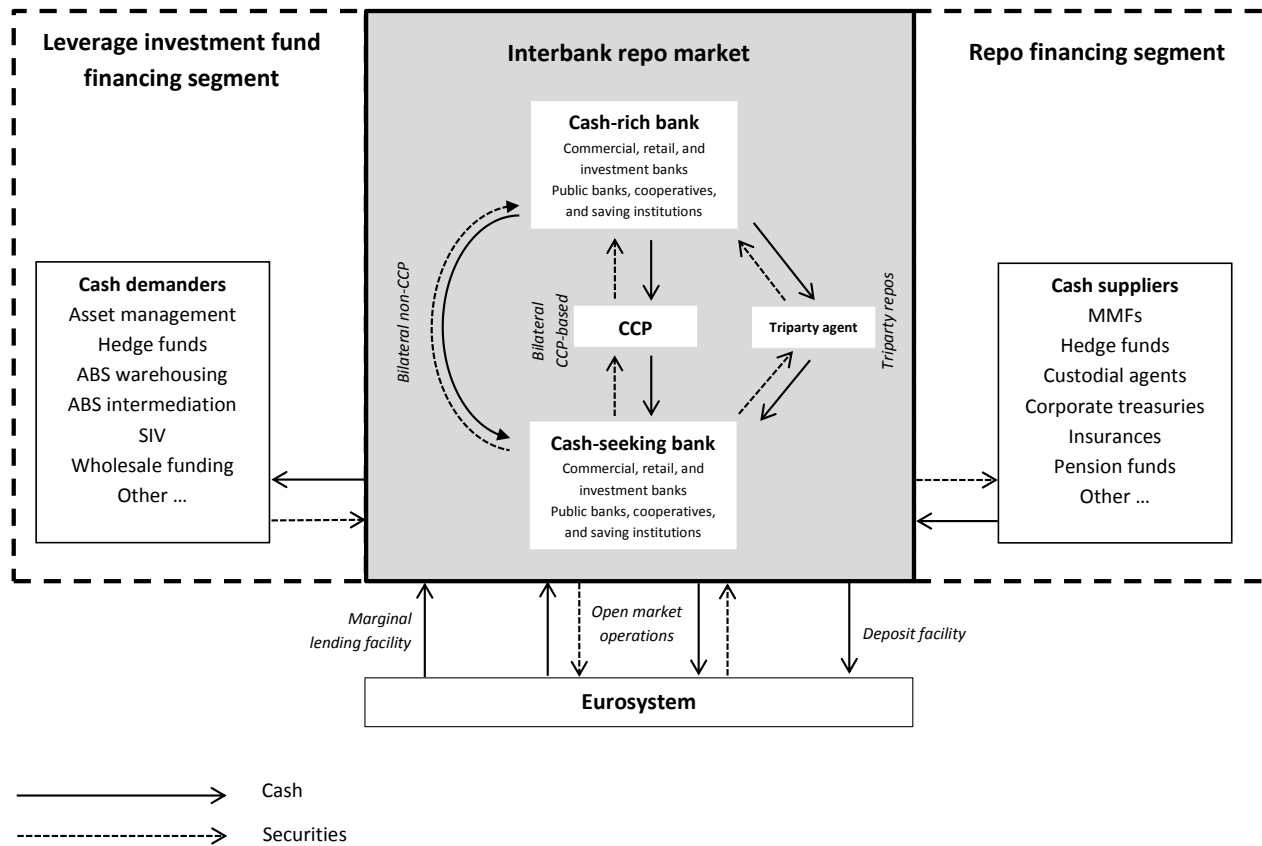 Leverage investment fund
financing segment
Interbank repo market
Repo financing segment
Cash-rich bank
Commercial, retail, and
investment banks
Public banks, cooperatives,
and saving institutions
Bilateral non-CCP
Bilateral
CCP-based
CCP
Triparty agent
Triparty repos
Cash demanders
Asset management
Hedge funds
ABS warehousing
ABS intermediation
SIV
Wholesale funding
Other ...
Cash-seeking bank
Commercial, retail, and
investment banks
Public banks, cooperatives,
and saving institutions
Cash suppliers
MMFs
Hedge funds
Custodial agents
Corporate treasuries
Insurances
Pension funds
Other ...
Marginal
lending facility
Open market
operations
Deposit facility
Eurosystem
Cash
Securities